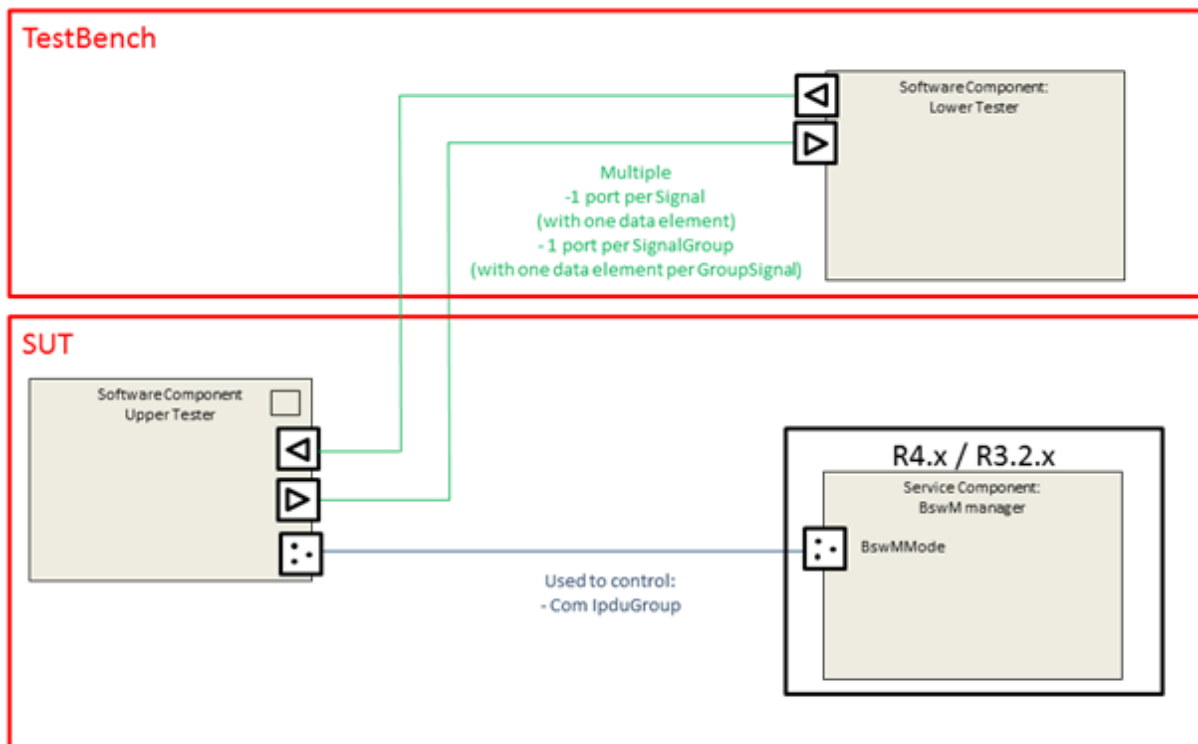 TestBench
Software Component:
Lower Tester
Multiple
-1 port per Signal
(with one data element)
- 1 port per SignalGroup
(with one data element per GroupSignal)
SUT
Software Component
Upper Tester
R4.x / R3.2.x
Service Component:
BswM manager
BswMMode
Used to control:
- Com IpduGroup